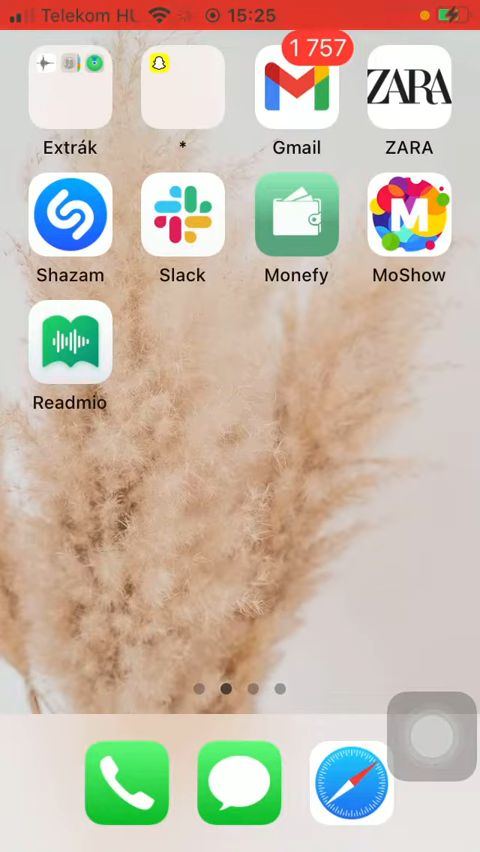 Telekom HU 15:25
1 757
ZARA
Extrák * Gmail ZARA
M
Shazam Slack Monefy MoShow
Readmio